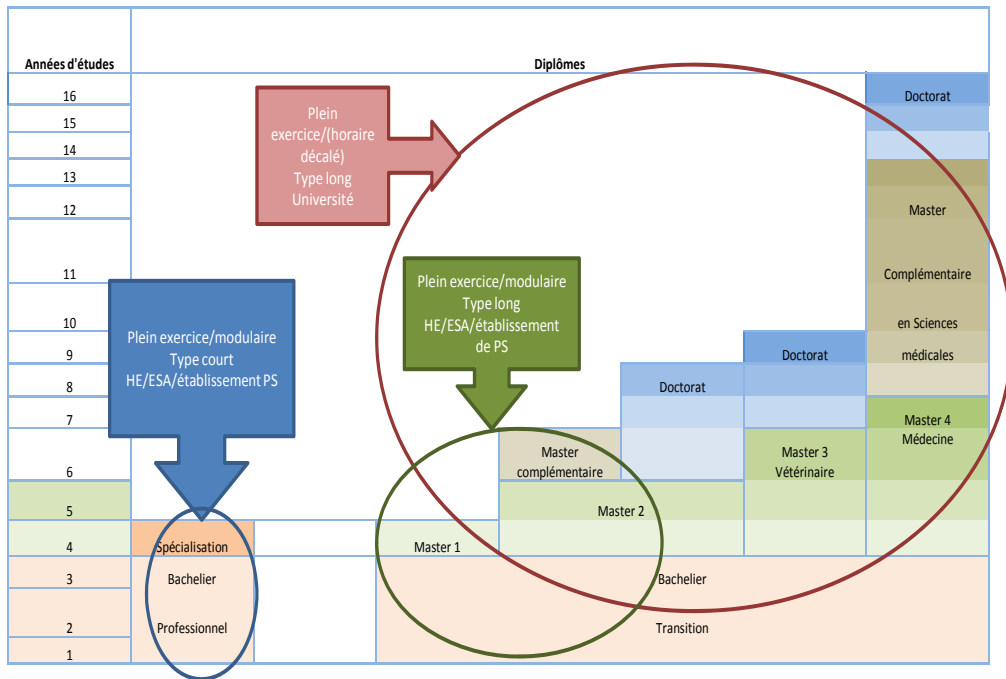 Années d'études
Diplômes
16
Doctorat
15
14
13
12
Master
11
Complémentaire
10
en Sciences
9
Doctorat
médicales
8
Doctorat
7
Master 4
Médecine
6
Master
complémentaire
Master 3
Vétérinaire
5
Master 2
4
Spécialisation
Master 1
3
Bachelier
Bachelier
2
Professionnel
Transition
1
Plein
exercice/(horaire
décalé)
Type long
Université
Plein exercice/modulaire
Type long
HE/ESA/établissement
de PS
Plein exercice/modulaire
Type court
HE/ESA/établissement PS